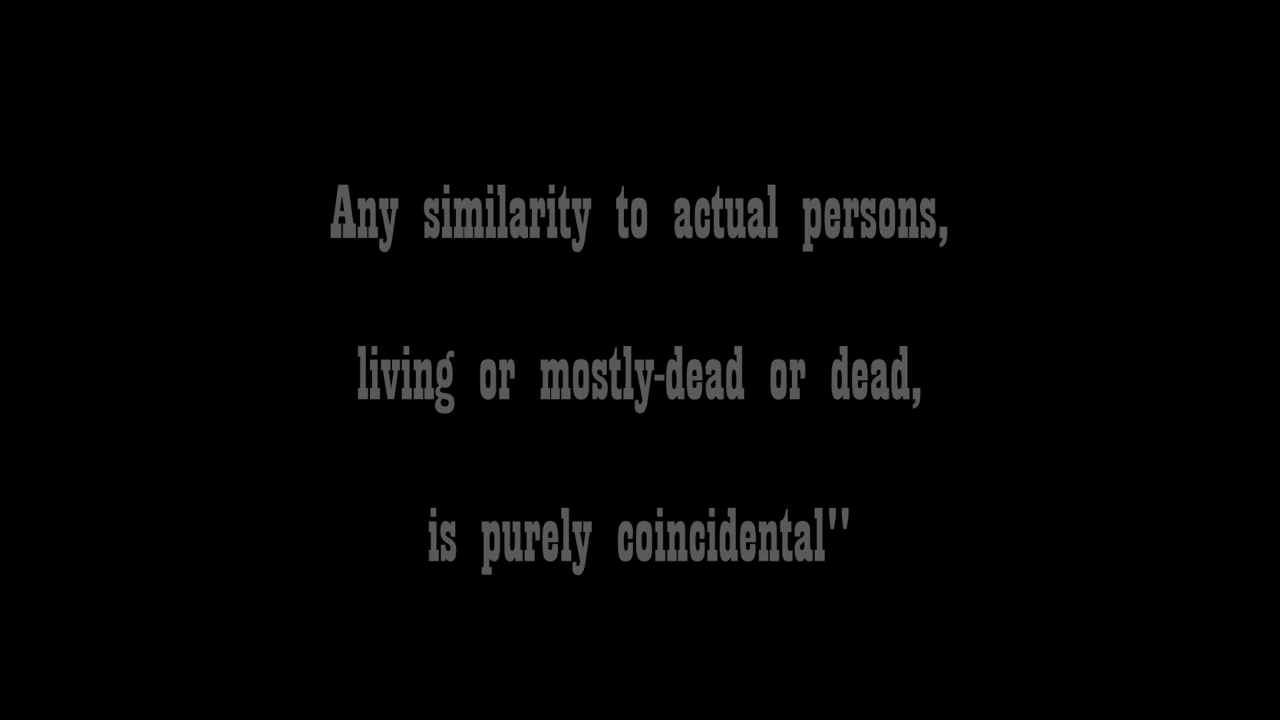 Any similarity to actual persons,
living or mostly-dead or dead,
is purely coincidental"